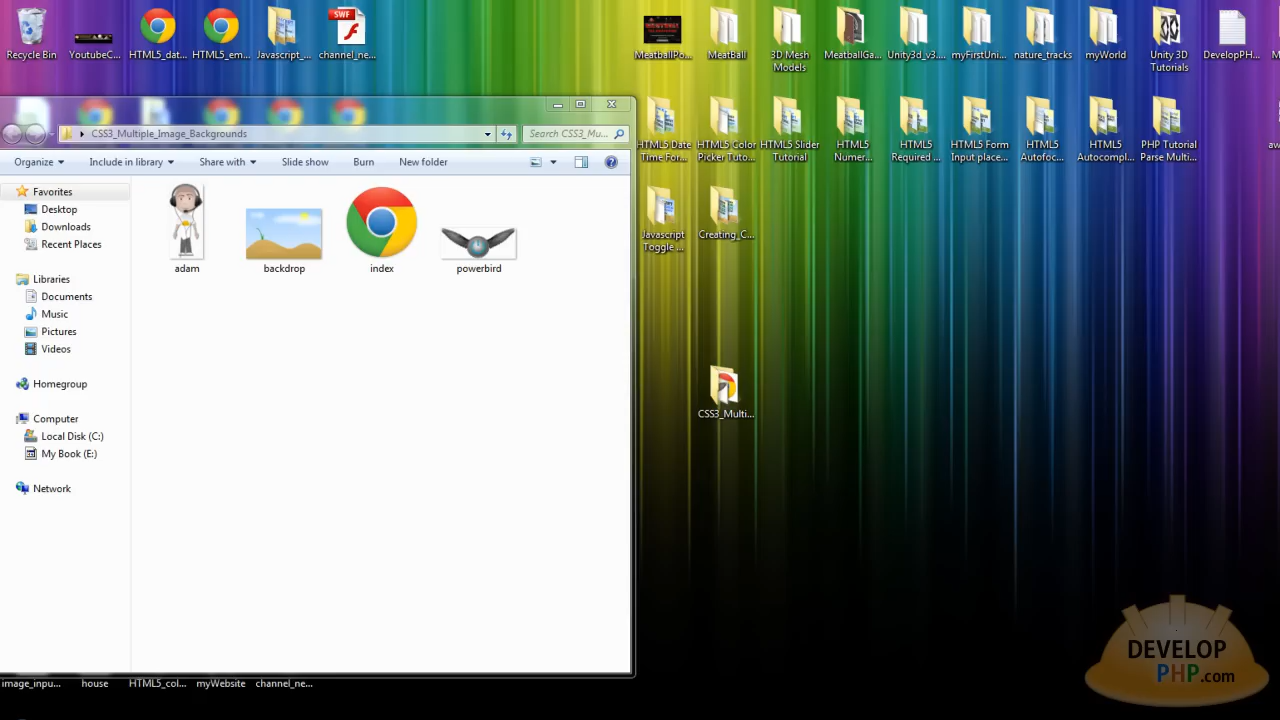 Recycle Bin
YoutubeC...
HTML5_dat...
HTML5_em...
Javascript_...
SWF
channel_ne...
MeatballPo...
MeatBall
3D Mesh
Models
MeatballGa...
Unity3d_v3....
myFirstUni...
nature_tracks
myWorld
Unity 3D
Tutorials
DevelopPH...
CSS3_Multiple_Image_Backgrounds
Search CSS3_Mu...
HTML5 Date
Time For...
HTML5 Color
Picker Tuto...
HTML5 Slider
Tutorial
HTML5
Numer...
HTML5
Required ...
HTML5 Form
Input place...
HTML5
Autofoc...
HTML5
Autocompl...
PHP Tutorial
Parse Multi...
Organize
Include in library
Share with
Slide show
Burn
New folder
Favorites
Desktop
Downloads
Recent Places
Libraries
Documents
Music
Pictures
Videos
Homegroup
Computer
Local Disk (C:)
My Book (E:)
Network
adam
backdrop
index
powerbird
Javascript
Toggle ...
Creating_C...
CSS3_Multi...
image_inpu...
house
HTML5_col...
myWebsite
channel_ne...
DEVELOP
PHP.com